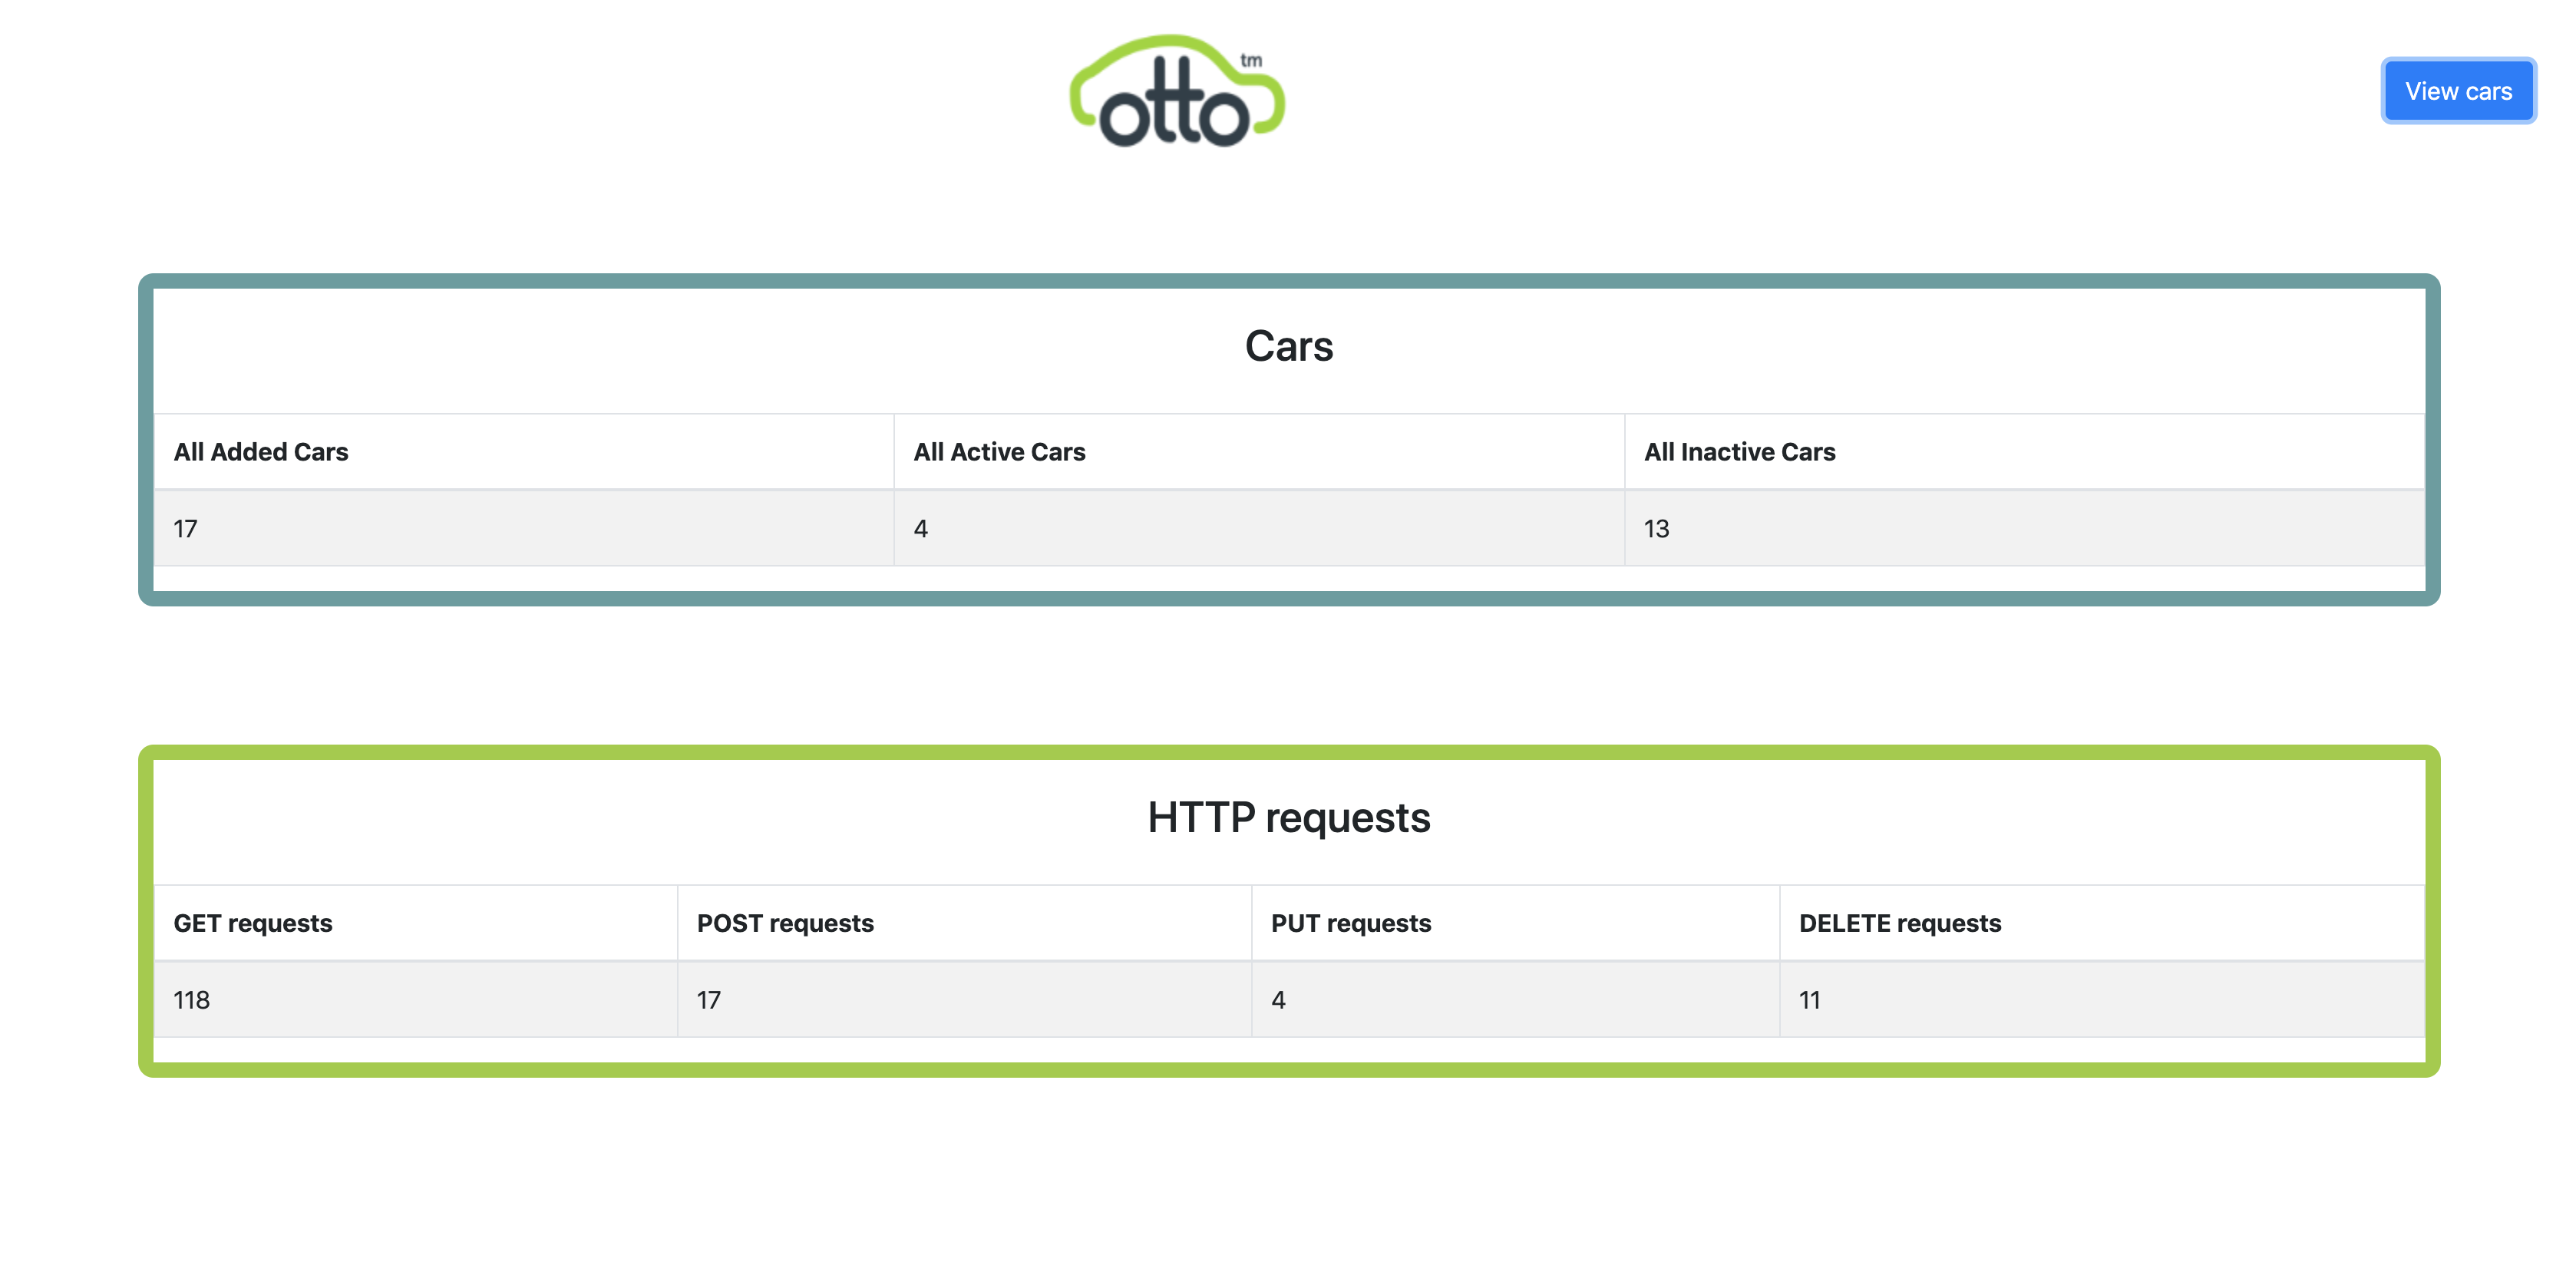 otto tm
View cars
Cars
All Added Cars All Active Cars All Inactive Cars
17 4 13
HTTP requests
GET requests POST requests PUT requests DELETE requests
118 17 4 11